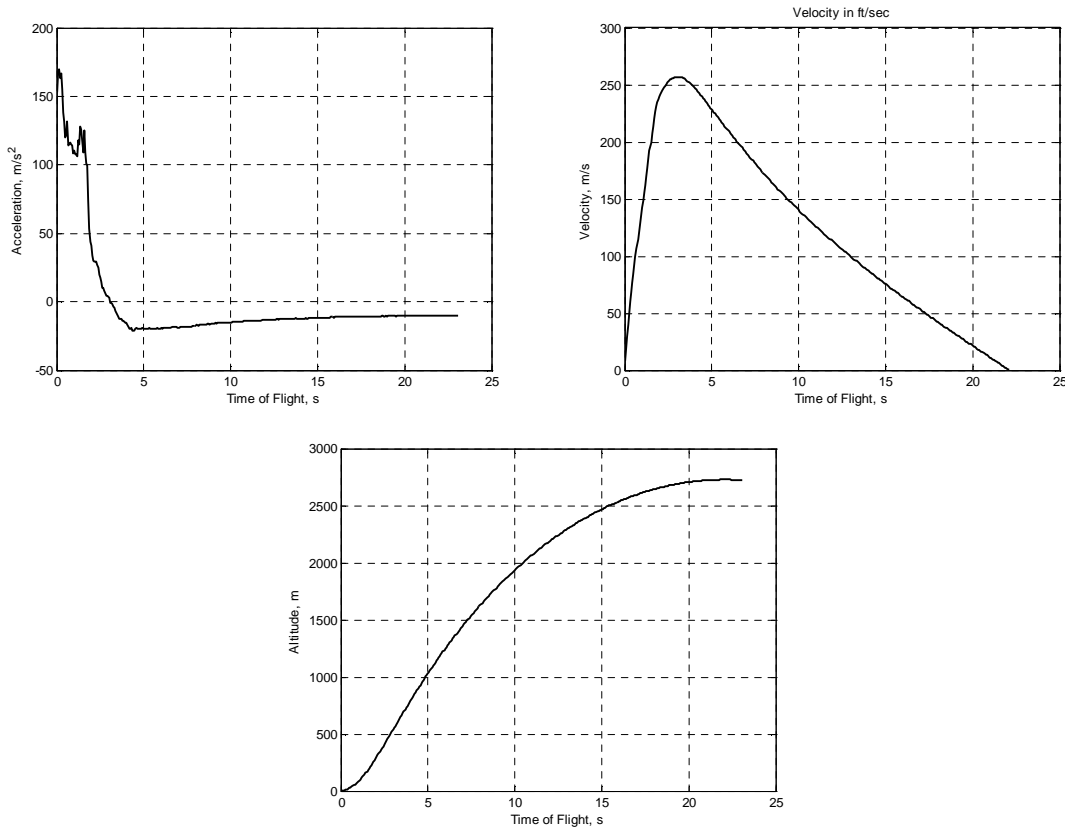 200
150
100
50
0
-50
0 5 10 15 20 25
Time of Flight, s
Acceleration, m/s²
Velocity in ft/sec
300
250
200
150
100
50
0
0 5 10 15 20 25
Time of Flight, s
Velocity, m/s
3000
2500
2000
1500
1000
500
0
0 5 10 15 20 25
Time of Flight, s
Altitude, m